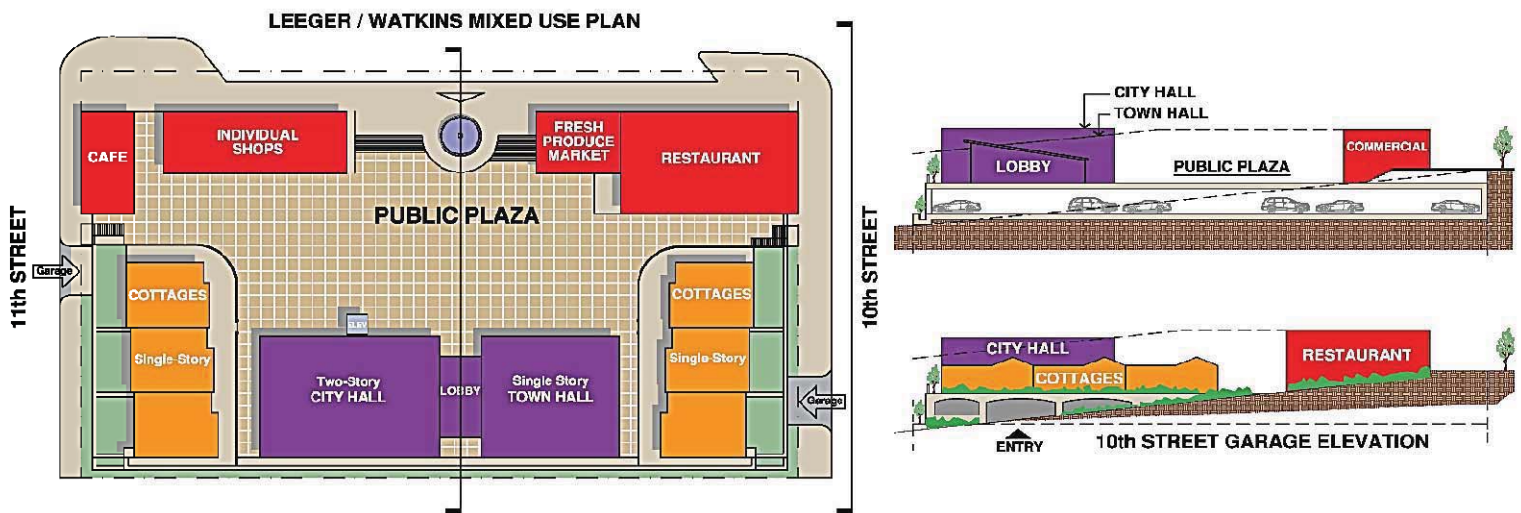 LEEGER / WATKINS MIXED USE PLAN
CAFE
INDIVIDUAL
SHOPS
FRESH
PRODUCE
MARKET
RESTAURANT
PUBLIC PLAZA
11th STREET
Garage
COTTAGES
Single-Story
ELEV
Two-Story
CITY HALL
LOBBY
Single Story
TOWN HALL
COTTAGES
Single-Story
Garage
10th STREET
CITY HALL
TOWN HALL
LOBBY
PUBLIC PLAZA
COMMERCIAL
CITY HALL
COTTAGES
RESTAURANT
ENTRY
10th STREET GARAGE ELEVATION